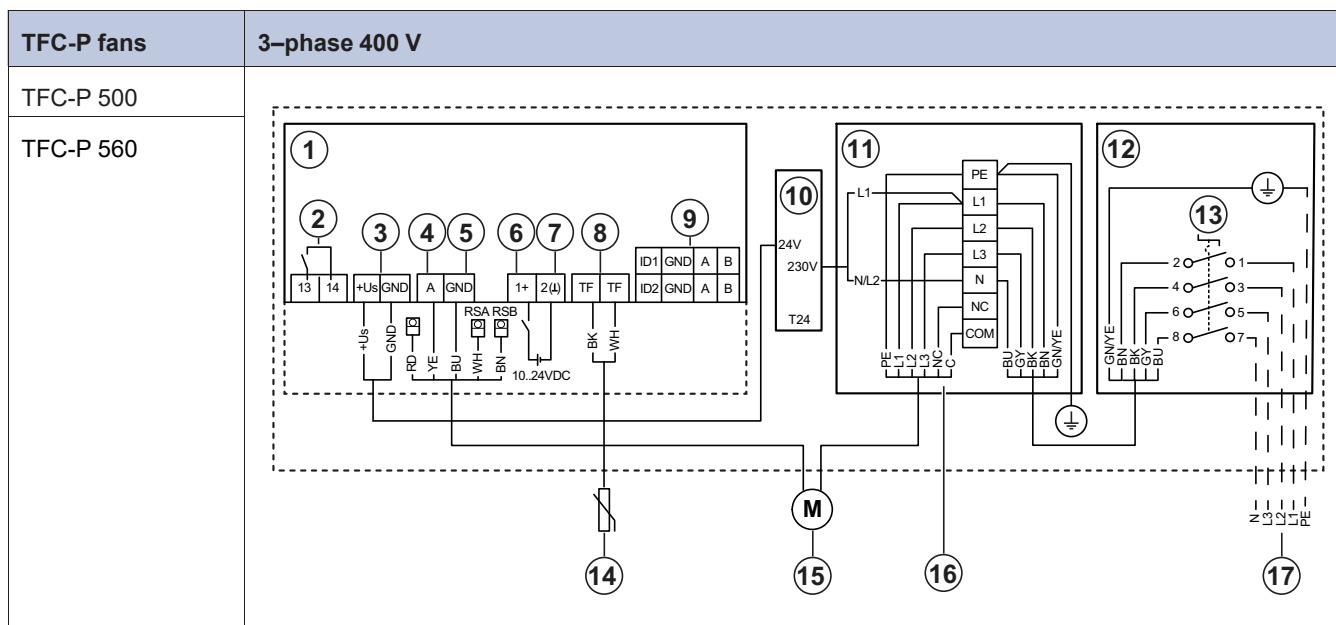 TFC-P fans
3–phase 400 V
TFC-P 500
TFC-P 560
1
2
3
4
5
6
7
8
9
13 14
+Us GND
A GND
1+ 2(⊥)
TF TF
ID1 GND A B
ID2 GND A B
+Us
GND
RD
YE
BU
RSA RSB
WH
BN
10..24VDC
BK
WH
10
24V
230V
T24
11
L1
N/L2
PE
L1
L2
L3
N
NC
COM
PE
L1
L2
L3
NC
C
BU
GY
BK
BN
GN/YE
12
13
2 1
4 3
6 5
8 7
GN/YE
BN
BK
GY
BU
N
L3
L2
L1
PE
M
14
15
16
17